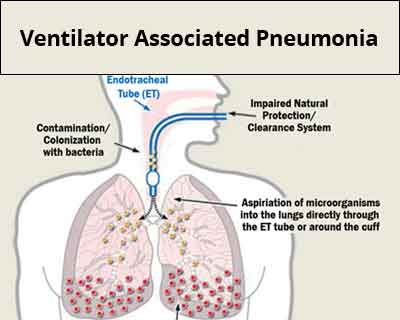 Ventilator Associated Pneumonia
Endotracheal
Tube (ET)
Impaired Natural
Protection/
Clearance System
Contamination/
Colonization
with bacteria
Aspiriation of microorganisms
into the lungs directly through
the ET tube or around the cuff